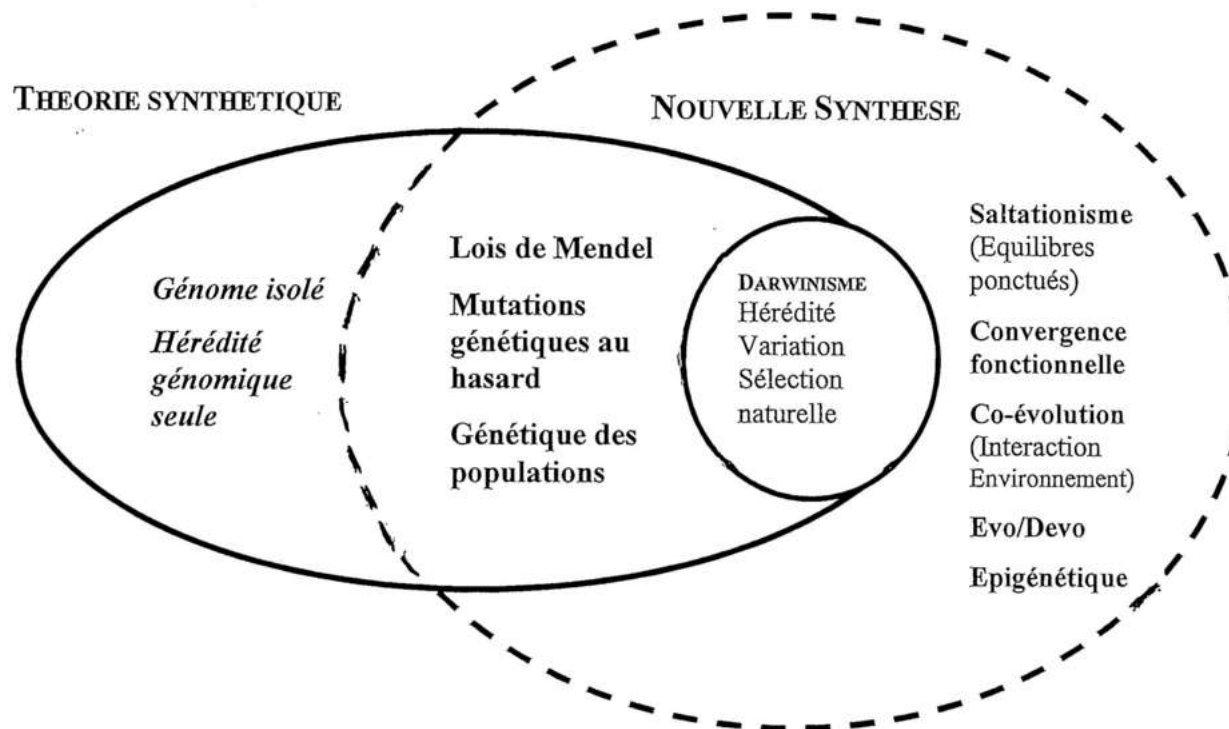 THEORIE SYNTHETIQUE
NOUVELLE SYNTHESE
Génome isolé
Hérédité
génomique
seule
Lois de Mendel
Mutations
génétiques au
hasard
Génétique des
populations
DARWINISME
Hérédité
Variation
Sélection
naturelle
Saltationisme
(Equilibres
ponctués)
Convergence
fonctionnelle
Co-évolution
(Interaction
Environnement)
Evo/Devo
Epigénétique